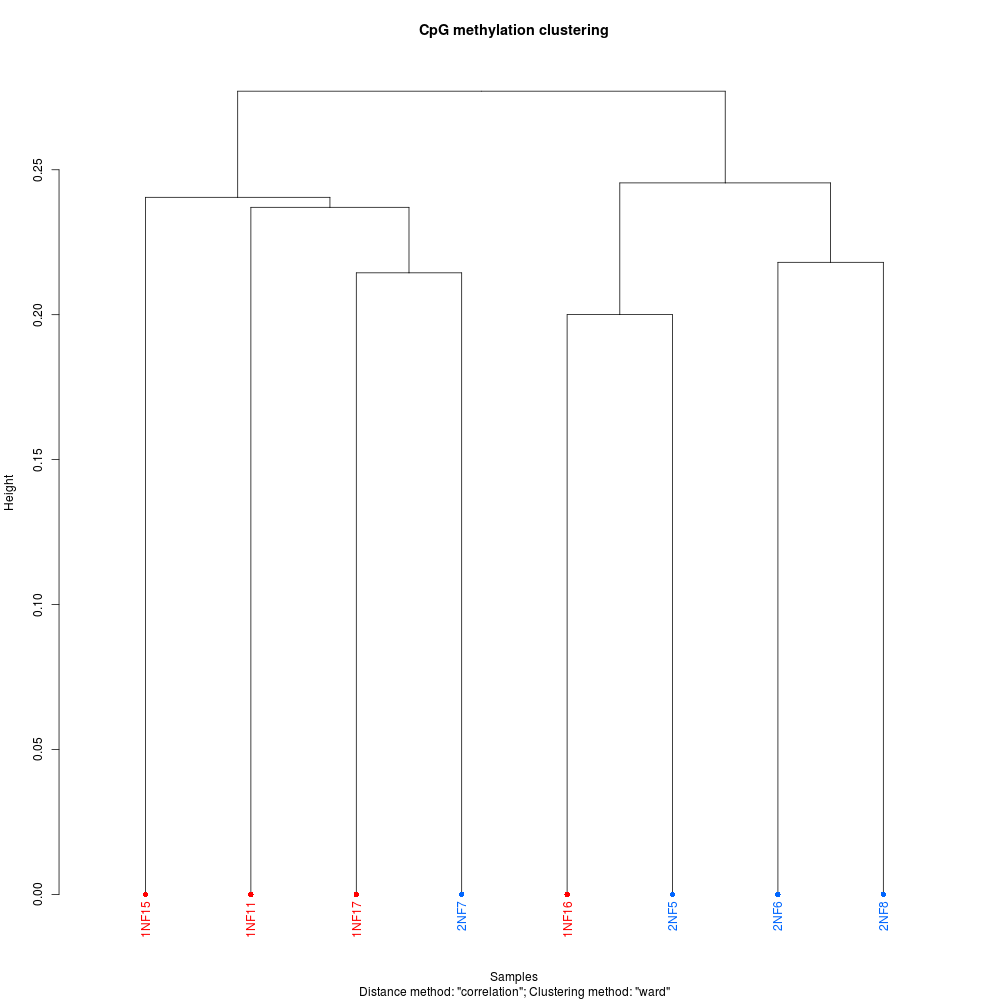 CpG methylation clustering
Height
0.25
0.20
0.15
0.10
0.05
0.00
1NF15
1NF11
1NF17
2NF7
1NF16
2NF5
2NF6
2NF8
Samples
Distance method: "correlation"; Clustering method: "ward"